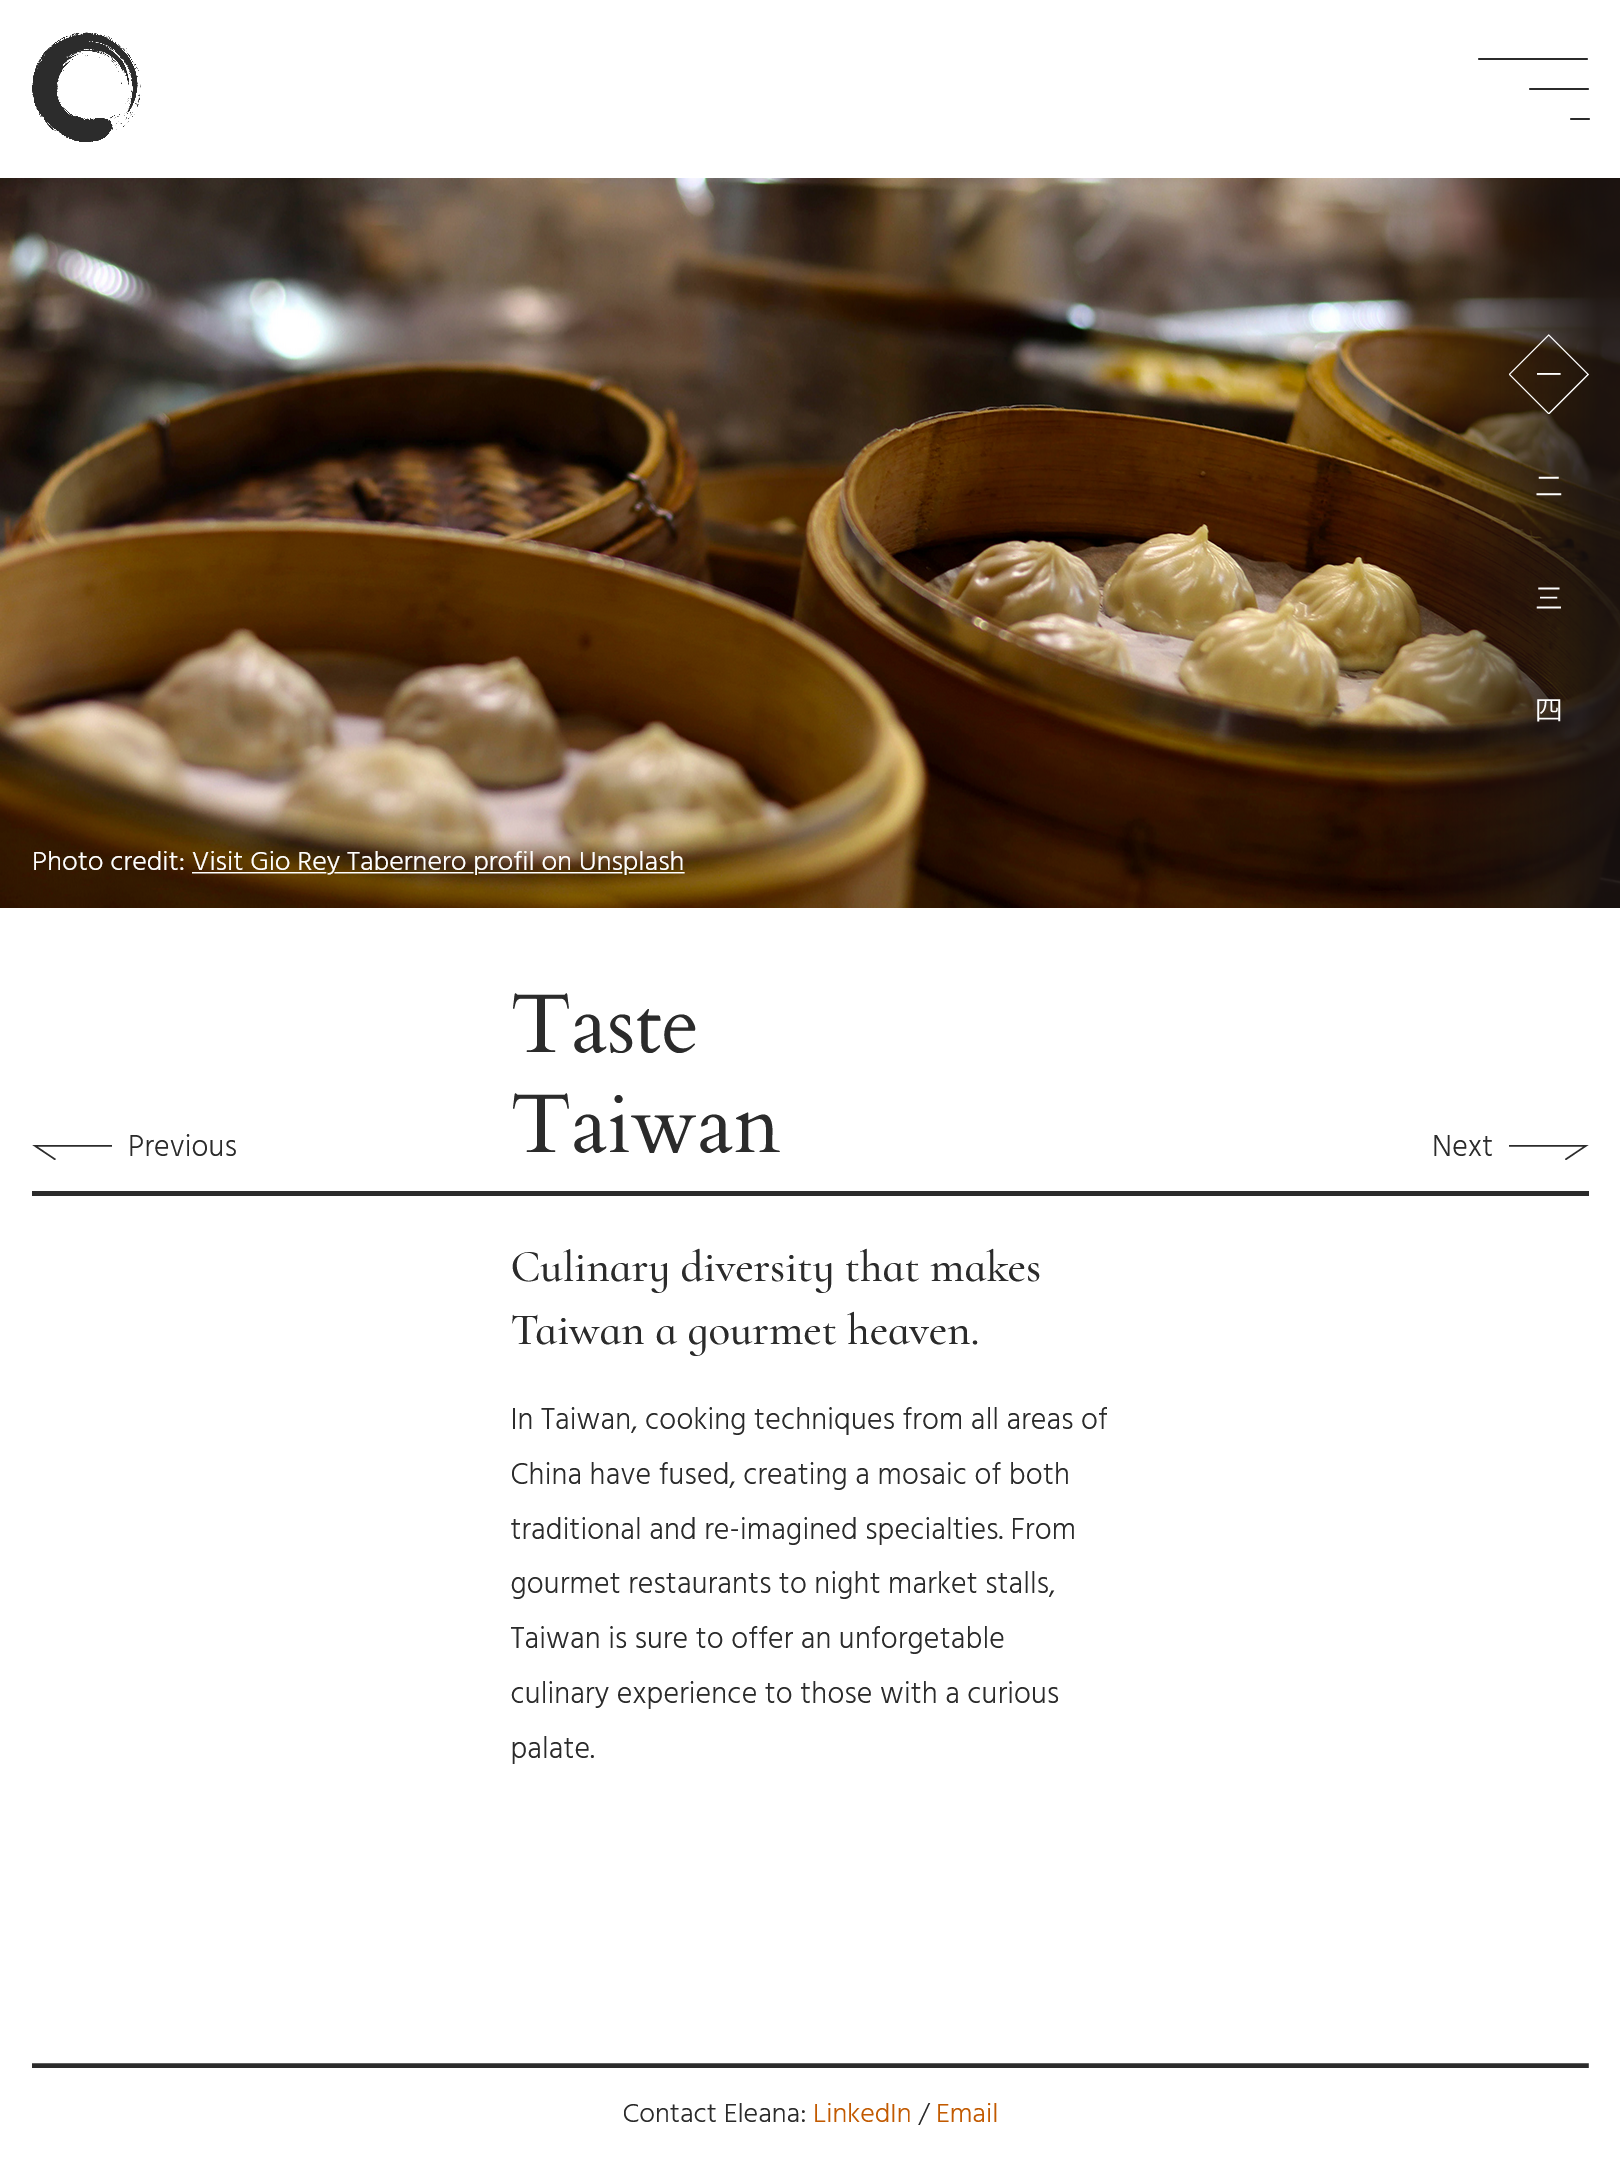 一
二
三
四
Photo credit: Visit Gio Rey Tabernero profil on Unsplash
Taste
Taiwan
Previous
Next
Culinary diversity that makes
Taiwan a gourmet heaven.
In Taiwan, cooking techniques from all areas of
China have fused, creating a mosaic of both
traditional and re-imagined specialties. From
gourmet restaurants to night market stalls,
Taiwan is sure to offer an unforgetable
culinary experience to those with a curious
palate.
Contact Eleana: LinkedIn / Email